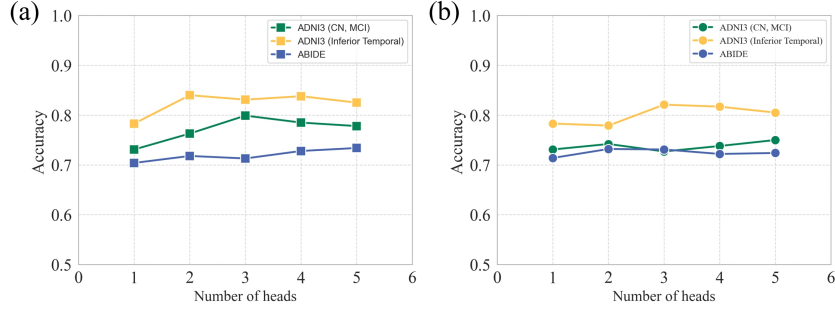 (a)
1.0
0.9
0.8
0.7
0.6
0.5
Accuracy
ADNI3 (CN, MCI)
ADNI3 (Inferior Temporal)
ABIDE
0 1 2 3 4 5 6
Number of heads
(b)
1.0
0.9
0.8
0.7
0.6
0.5
Accuracy
ADNI3 (CN, MCI)
ADNI3 (Inferior Temporal)
ABIDE
0 1 2 3 4 5 6
Number of heads